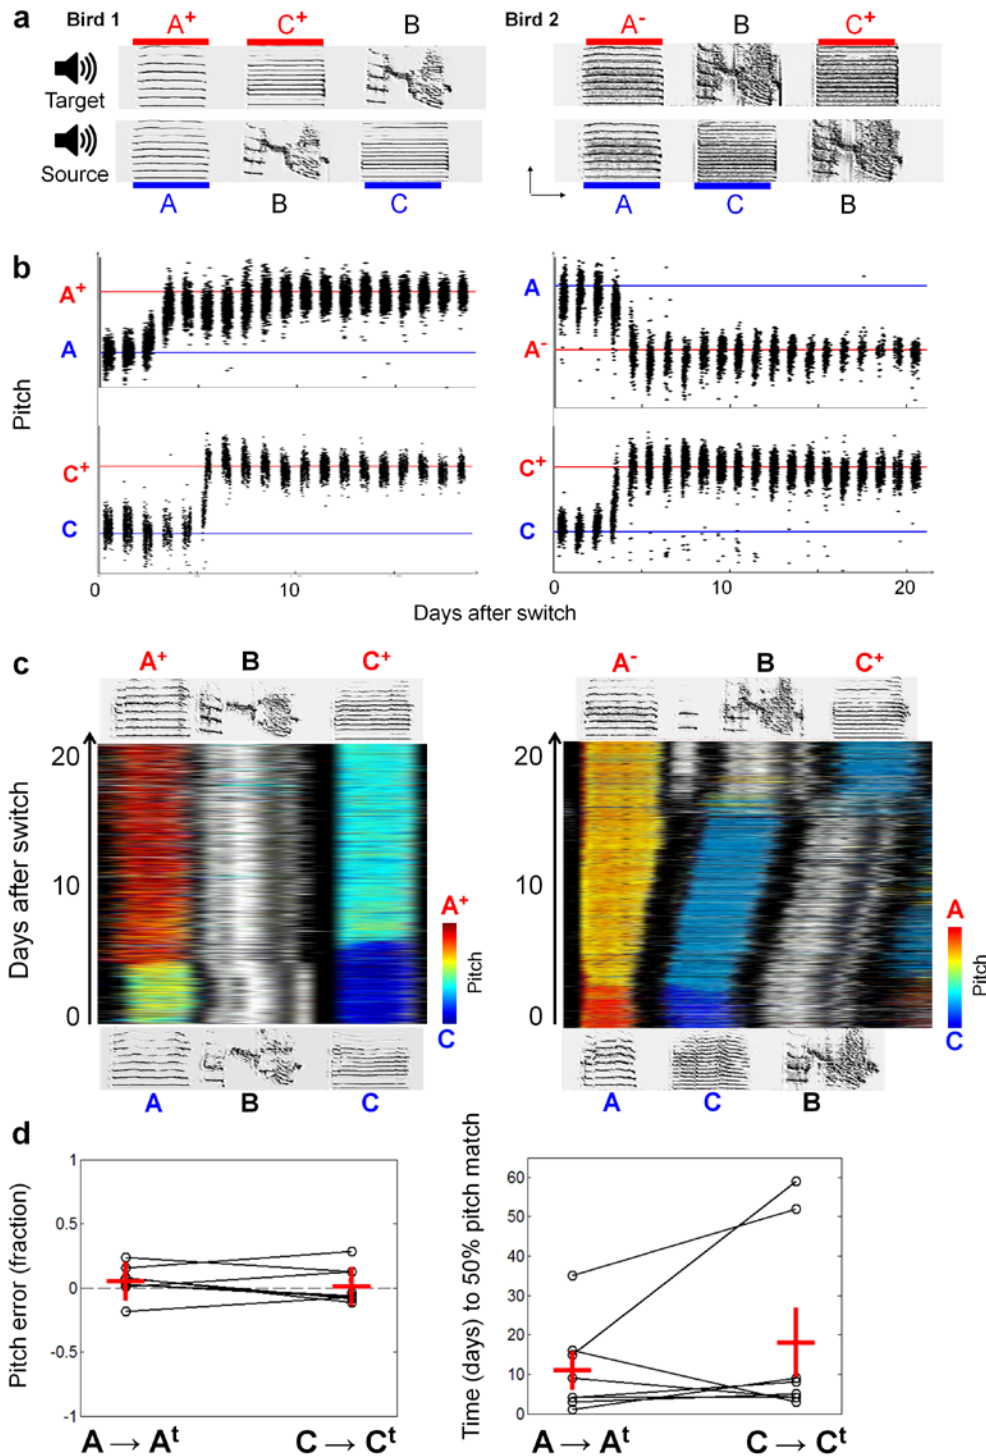 a Bird 1 A+ C+ B Bird 2 A- B C+
Target
Source
A B C A C B
b
A+
A
A
A-
Pitch
C+
C
C+
C
0 10 0 10 20
Days after switch
c A+ B C+ A- B C+
20
10
0
Days after switch
A+
Pitch
C
20
10
0
A
Pitch
C
A B C A C B
d
1
0.5
0
-0.5
-1
Pitch error (fraction)
A → Aᵗ C → Cᵗ
60
50
40
30
20
10
0
Time (days) to 50% pitch match
A → Aᵗ C → Cᵗ